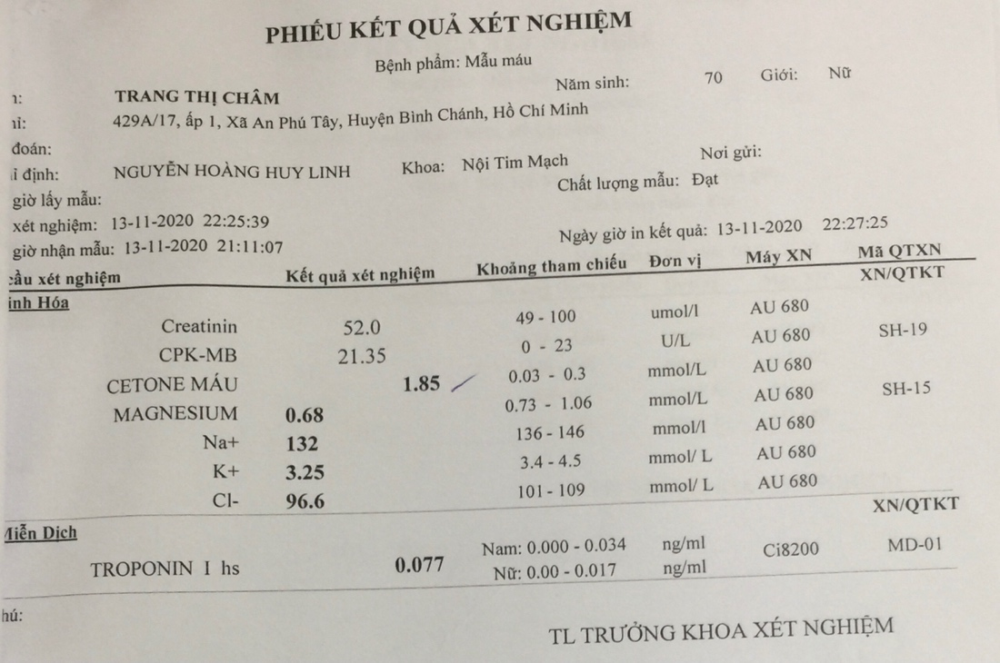 PHIẾU KẾT QUẢ XÉT NGHIỆM
Bệnh phẩm: Mẫu máu
TRANG THỊ CHÂM Năm sinh: 70 Giới: Nữ
429A/17, ấp 1, Xã An Phú Tây, Huyện Bình Chánh, Hồ Chí Minh
đoán:
định: NGUYỄN HOÀNG HUY LINH Khoa: Nội Tim Mạch Nơi gửi:
giờ lấy mẫu: Chất lượng mẫu: Đạt
xét nghiệm: 13-11-2020 22:25:39
giờ nhận mẫu: 13-11-2020 21:11:07 Ngày giờ in kết quả: 13-11-2020 22:27:25
cầu xét nghiệm Kết quả xét nghiệm Khoảng tham chiếu Đơn vị Máy XN Mã QTXN
inh Hóa XN/QTKT
Creatinin 52.0 49 - 100 umol/l AU 680
CPK-MB 21.35 0 - 23 U/L AU 680 SH-19
CETONE MÁU 1.85 0.03 - 0.3 mmol/L AU 680
MAGNESIUM 0.68 0.73 - 1.06 mmol/L AU 680 SH-15
Na+ 132 136 - 146 mmol/l AU 680
K+ 3.25 3.4 - 4.5 mmol/ L AU 680
Cl- 96.6 101 - 109 mmol/ L AU 680
Miễn Dịch XN/QTKT
TROPONIN I hs 0.077 Nam: 0.000 - 0.034 ng/ml Ci8200 MD-01
Nữ: 0.00 - 0.017 ng/ml
hú:
TL TRƯỞNG KHOA XÉT NGHIỆM